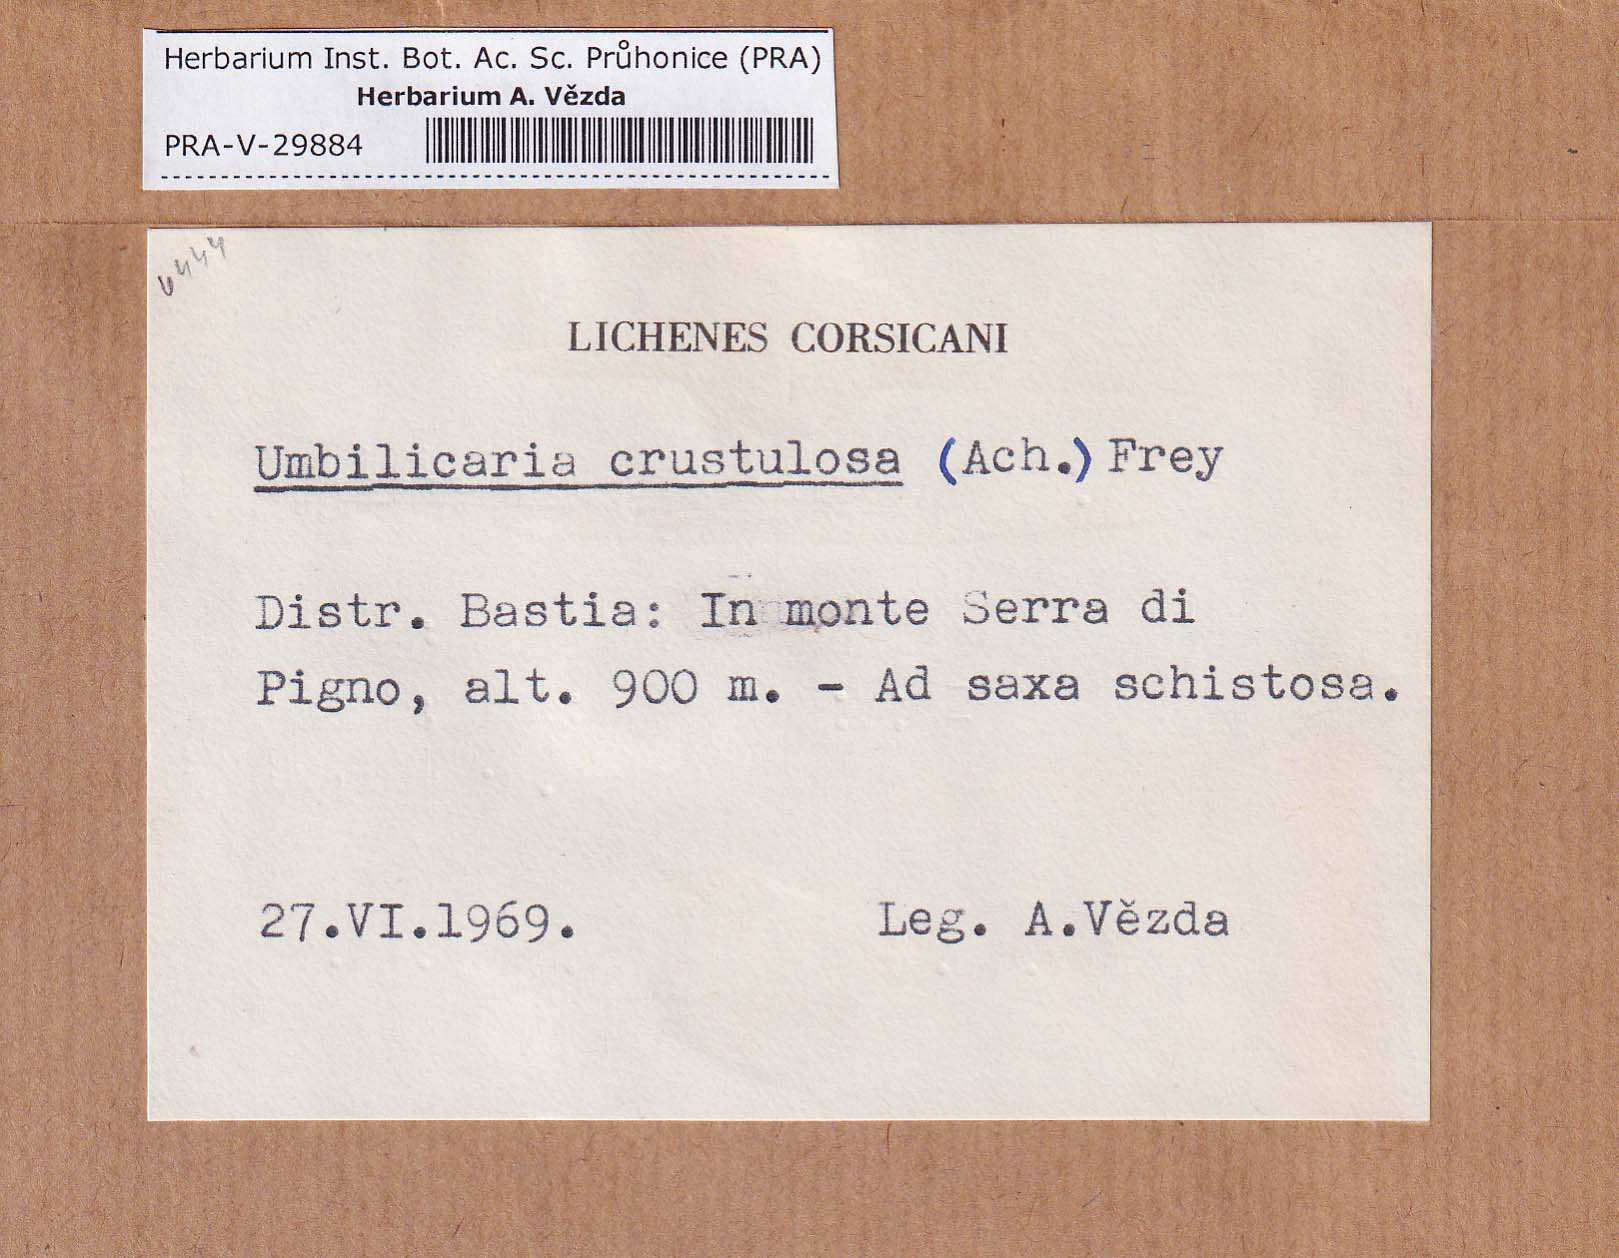 Herbarium Inst. Bot. Ac. Sc. Průhonice (PRA)
Herbarium A. Vězda
PRA-V-29884
LICHENES CORSICANI
Umbilicaria crustulosa (Ach.) Frey
Distr. Bastia: In monte Serra di
Pigno, alt. 900 m. - Ad saxa schistosa.
27.VI.1969.
Leg. A.Vězda